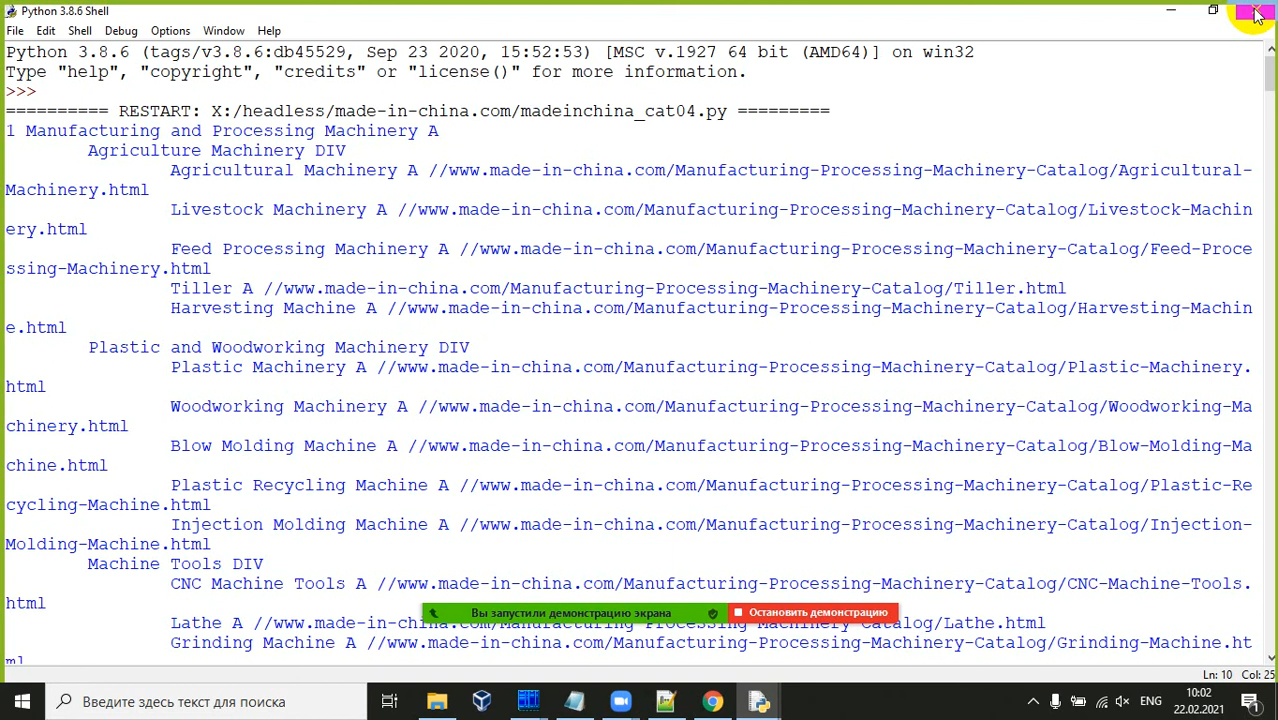 Python 3.8.6 Shell
File Edit Shell Debug Options Window Help
Python 3.8.6 (tags/v3.8.6:db45529, Sep 23 2020, 15:52:53) [MSC v.1927 64 bit (AMD64)] on win32
Type "help", "copyright", "credits" or "license()" for more information.
>>>
========== RESTART: X:/headless/made-in-china.com/madeinchina_cat04.py =========
1 Manufacturing and Processing Machinery A
Agriculture Machinery DIV
Agricultural Machinery A //www.made-in-china.com/Manufacturing-Processing-Machinery-Catalog/Agricultural-
Machinery.html
Livestock Machinery A //www.made-in-china.com/Manufacturing-Processing-Machinery-Catalog/Livestock-Machin
ery.html
Feed Processing Machinery A //www.made-in-china.com/Manufacturing-Processing-Machinery-Catalog/Feed-Proce
ssing-Machinery.html
Tiller A //www.made-in-china.com/Manufacturing-Processing-Machinery-Catalog/Tiller.html
Harvesting Machine A //www.made-in-china.com/Manufacturing-Processing-Machinery-Catalog/Harvesting-Machin
e.html
Plastic and Woodworking Machinery DIV
Plastic Machinery A //www.made-in-china.com/Manufacturing-Processing-Machinery-Catalog/Plastic-Machinery.
html
Woodworking Machinery A //www.made-in-china.com/Manufacturing-Processing-Machinery-Catalog/Woodworking-Ma
chinery.html
Blow Molding Machine A //www.made-in-china.com/Manufacturing-Processing-Machinery-Catalog/Blow-Molding-Ma
chine.html
Plastic Recycling Machine A //www.made-in-china.com/Manufacturing-Processing-Machinery-Catalog/Plastic-Re
cycling-Machine.html
Injection Molding Machine A //www.made-in-china.com/Manufacturing-Processing-Machinery-Catalog/Injection-
Molding-Machine.html
Machine Tools DIV
CNC Machine Tools A //www.made-in-china.com/Manufacturing-Processing-Machinery-Catalog/CNC-Machine-Tools.
html
Вы запустили демонстрацию экрана Остановить демонстрацию
Lathe A //www.made-in-china.com/Manufacturing-Processing-Machinery-Catalog/Lathe.html
Grinding Machine A //www.made-in-china.com/Manufacturing-Processing-Machinery-Catalog/Grinding-Machine.ht
ml
Ln: 10 Col: 25
Введите здесь текст для поиска
ENG
10:02
22.02.2021
1